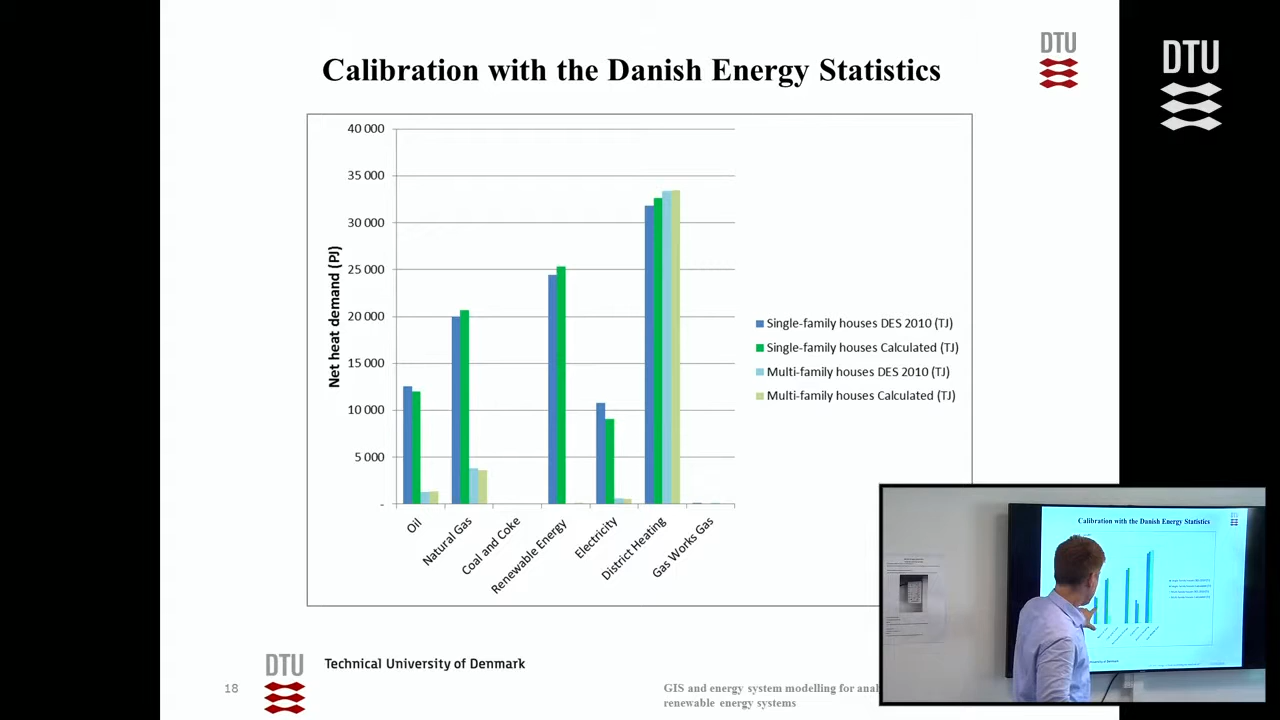 Calibration with the Danish Energy Statistics
DTU
DTU
40 000
35 000
30 000
25 000
20 000
15 000
10 000
5 000
-
Net heat demand (PJ)
Oil
Natural Gas
Coal and Coke
Renewable Energy
Electricity
District Heating
Gas Works Gas
Single-family houses DES 2010 (TJ)
Single-family houses Calculated (TJ)
Multi-family houses DES 2010 (TJ)
Multi-family houses Calculated (TJ)
DTU
Technical University of Denmark
18
GIS and energy system modelling for
renewable energy systems
Calibration with the Danish Energy Statistics